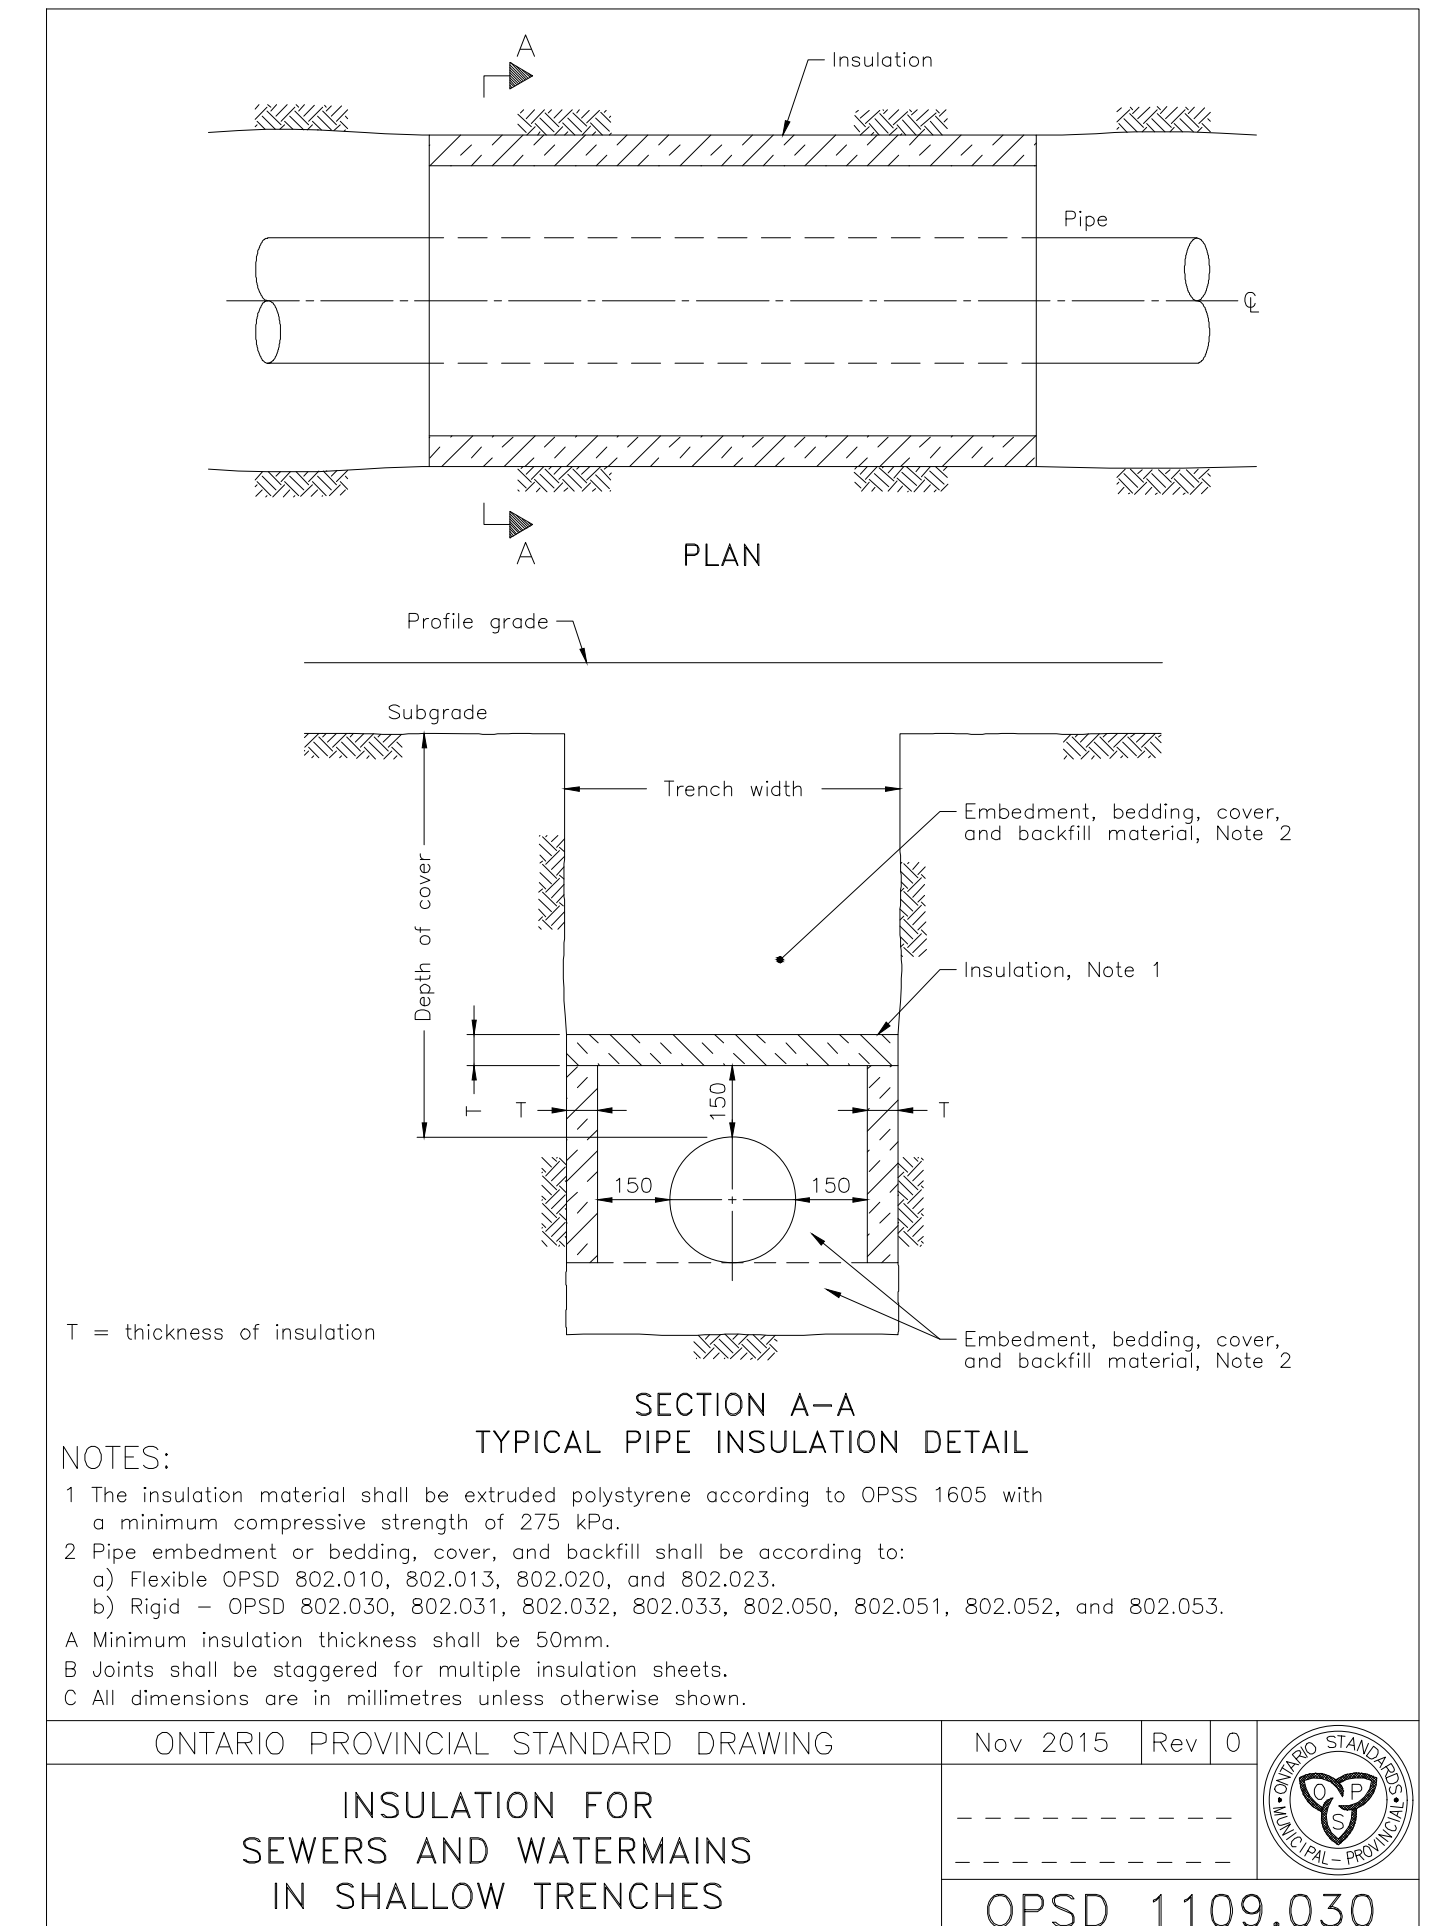 A
Insulation
Pipe
℄
A
PLAN
Profile grade
Subgrade
Trench width
Embedment, bedding, cover,
and backfill material, Note 2
Depth of cover
Insulation, Note 1
T
T
150
T
150
150
T = thickness of insulation
Embedment, bedding, cover,
and backfill material, Note 2
SECTION A-A
TYPICAL PIPE INSULATION DETAIL
NOTES:
1 The insulation material shall be extruded polystyrene according to OPSS 1605 with
a minimum compressive strength of 275 kPa.
2 Pipe embedment or bedding, cover, and backfill shall be according to:
a) Flexible OPSD 802.010, 802.013, 802.020, and 802.023.
b) Rigid - OPSD 802.030, 802.031, 802.032, 802.033, 802.050, 802.051, 802.052, and 802.053.
A Minimum insulation thickness shall be 50mm.
B Joints shall be staggered for multiple insulation sheets.
C All dimensions are in millimetres unless otherwise shown.
ONTARIO PROVINCIAL STANDARD DRAWING
Nov 2015
Rev
0
INSULATION FOR
SEWERS AND WATERMAINS
IN SHALLOW TRENCHES
ONTARIO STANDARDS
MUNICIPAL - PROVINCIAL
O P
S
OPSD 1109.030